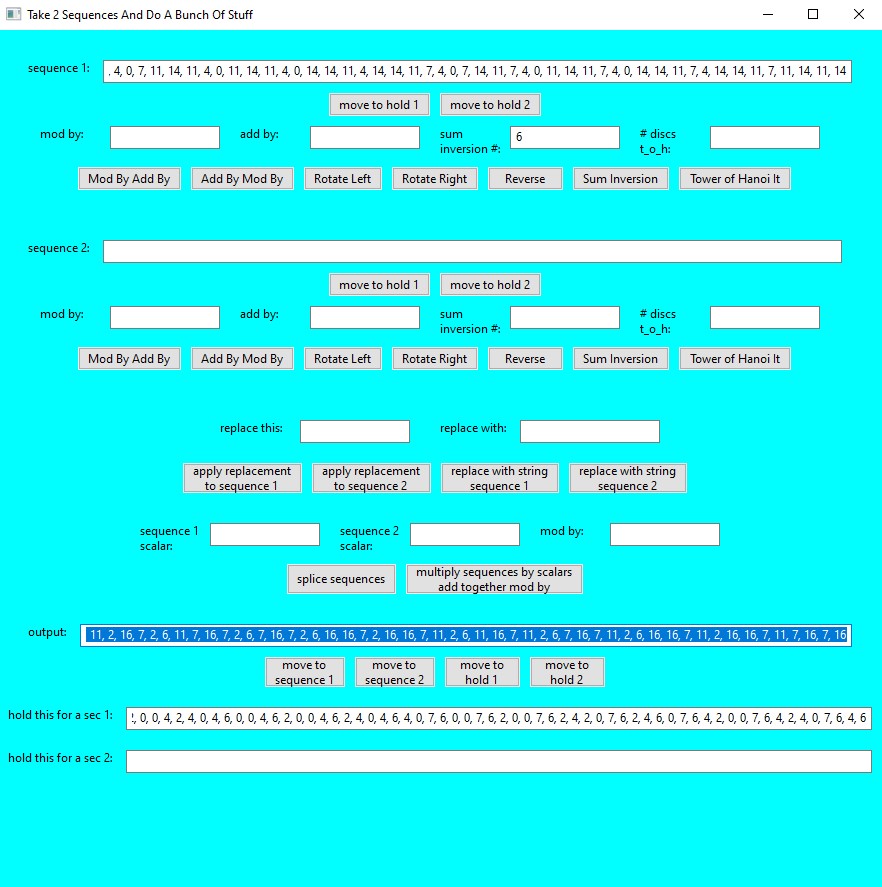 Take 2 Sequences And Do A Bunch Of Stuff
sequence 1: . 4, 0, 7, 11, 14, 11, 4, 0, 11, 14, 11, 4, 0, 14, 14, 11, 4, 14, 14, 11, 7, 4, 0, 7, 14, 11, 7, 4, 0, 11, 14, 11, 7, 4, 0, 14, 14, 11, 7, 4, 14, 14, 11, 7, 11, 14, 11, 14
move to hold 1 move to hold 2
mod by: add by: sum inversion #: 6 # discs t_o_h:
Mod By Add By Add By Mod By Rotate Left Rotate Right Reverse Sum Inversion Tower of Hanoi It
sequence 2:
move to hold 1 move to hold 2
mod by: add by: sum inversion #: # discs t_o_h:
Mod By Add By Add By Mod By Rotate Left Rotate Right Reverse Sum Inversion Tower of Hanoi It
replace this: replace with:
apply replacement to sequence 1 apply replacement to sequence 2 replace with string sequence 1 replace with string sequence 2
sequence 1 scalar: sequence 2 scalar: mod by:
splice sequences multiply sequences by scalars add together mod by
output: 11, 2, 16, 7, 2, 6, 11, 7, 16, 7, 2, 6, 7, 16, 7, 2, 6, 16, 16, 7, 2, 16, 16, 7, 11, 2, 6, 11, 16, 7, 11, 2, 6, 7, 16, 7, 11, 2, 6, 16, 16, 7, 11, 2, 16, 16, 7, 11, 7, 16, 7, 16
move to sequence 1 move to sequence 2 move to hold 1 move to hold 2
hold this for a sec 1: , 0, 0, 4, 2, 4, 0, 4, 6, 0, 0, 4, 6, 2, 0, 0, 4, 6, 2, 4, 0, 4, 6, 4, 0, 7, 6, 0, 0, 7, 6, 2, 0, 0, 7, 6, 2, 4, 2, 0, 7, 6, 2, 4, 6, 0, 7, 6, 4, 2, 0, 0, 7, 6, 4, 2, 4, 0, 7, 6, 4, 6
hold this for a sec 2: